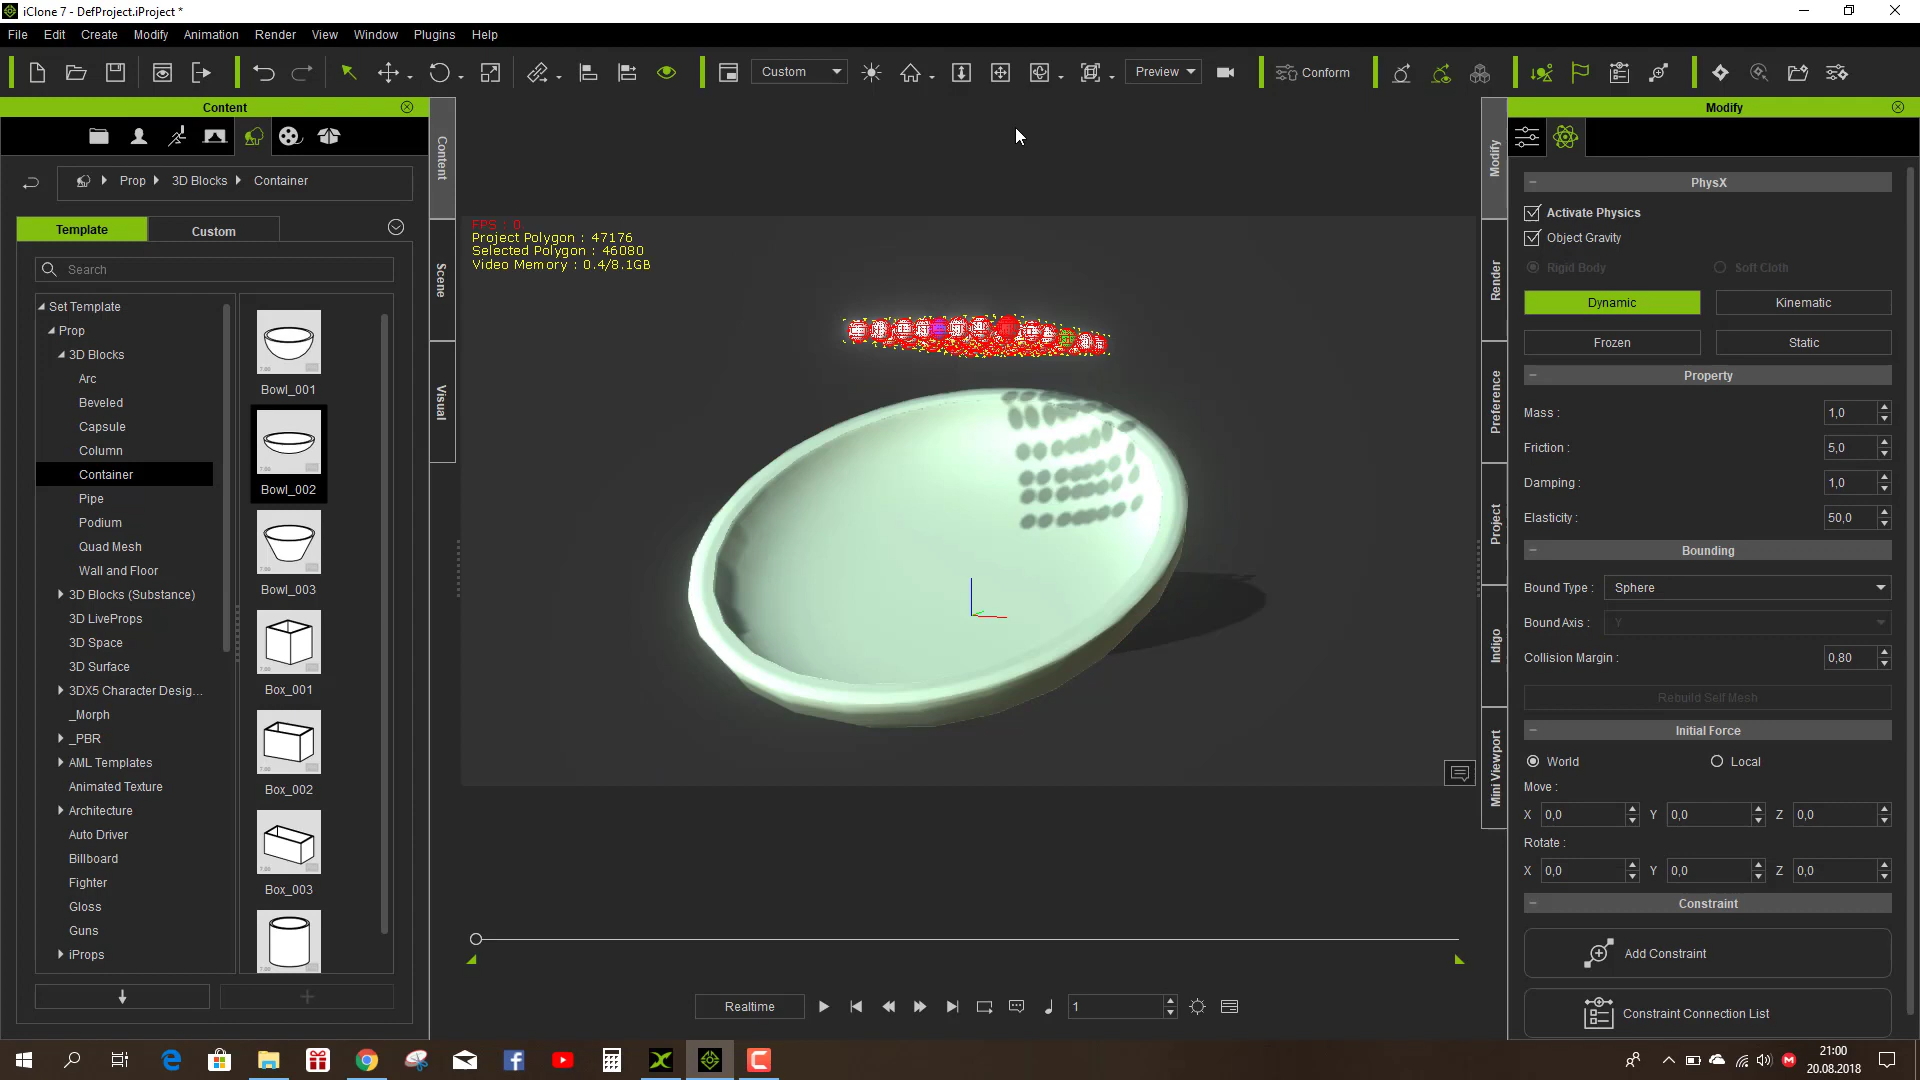 iClone 7 - DefProject.iProject *
File Edit Create Modify Animation Render View Window Plugins Help
Custom
Preview
Conform
Content
Prop
3D Blocks
Container
Template
Custom
Search
Set Template
Prop
3D Blocks
Arc
Beveled
Capsule
Column
Container
Pipe
Podium
Quad Mesh
Wall and Floor
3D Blocks (Substance)
3D LiveProps
3D Space
3D Surface
3DX5 Character Desig...
_Morph
_PBR
AML Templates
Animated Texture
Architecture
Auto Driver
Billboard
Fighter
Gloss
Guns
iProps
Bowl_001
Bowl_002
Bowl_003
Box_001
Box_002
Box_003
Content
Scene
Visual
FPS : 0
Project Polygon : 47176
Selected Polygon : 46080
Video Memory : 0.4/8.1GB
Realtime
1
Modify
Render
Preference
Project
Indigo
Mini Viewport
Modify
PhysX
Activate Physics
Object Gravity
Rigid Body
Soft Cloth
Dynamic
Kinematic
Frozen
Static
Property
Mass : 1,0
Friction : 5,0
Damping : 1,0
Elasticity : 50,0
Bounding
Bound Type : Sphere
Bound Axis : Y
Collision Margin : 0,80
Rebuild Self Mesh
Initial Force
World
Local
Move :
X 0,0 Y 0,0 Z 0,0
Rotate :
X 0,0 Y 0,0 Z 0,0
Constraint
Add Constraint
Constraint Connection List
21:00
20.08.2018